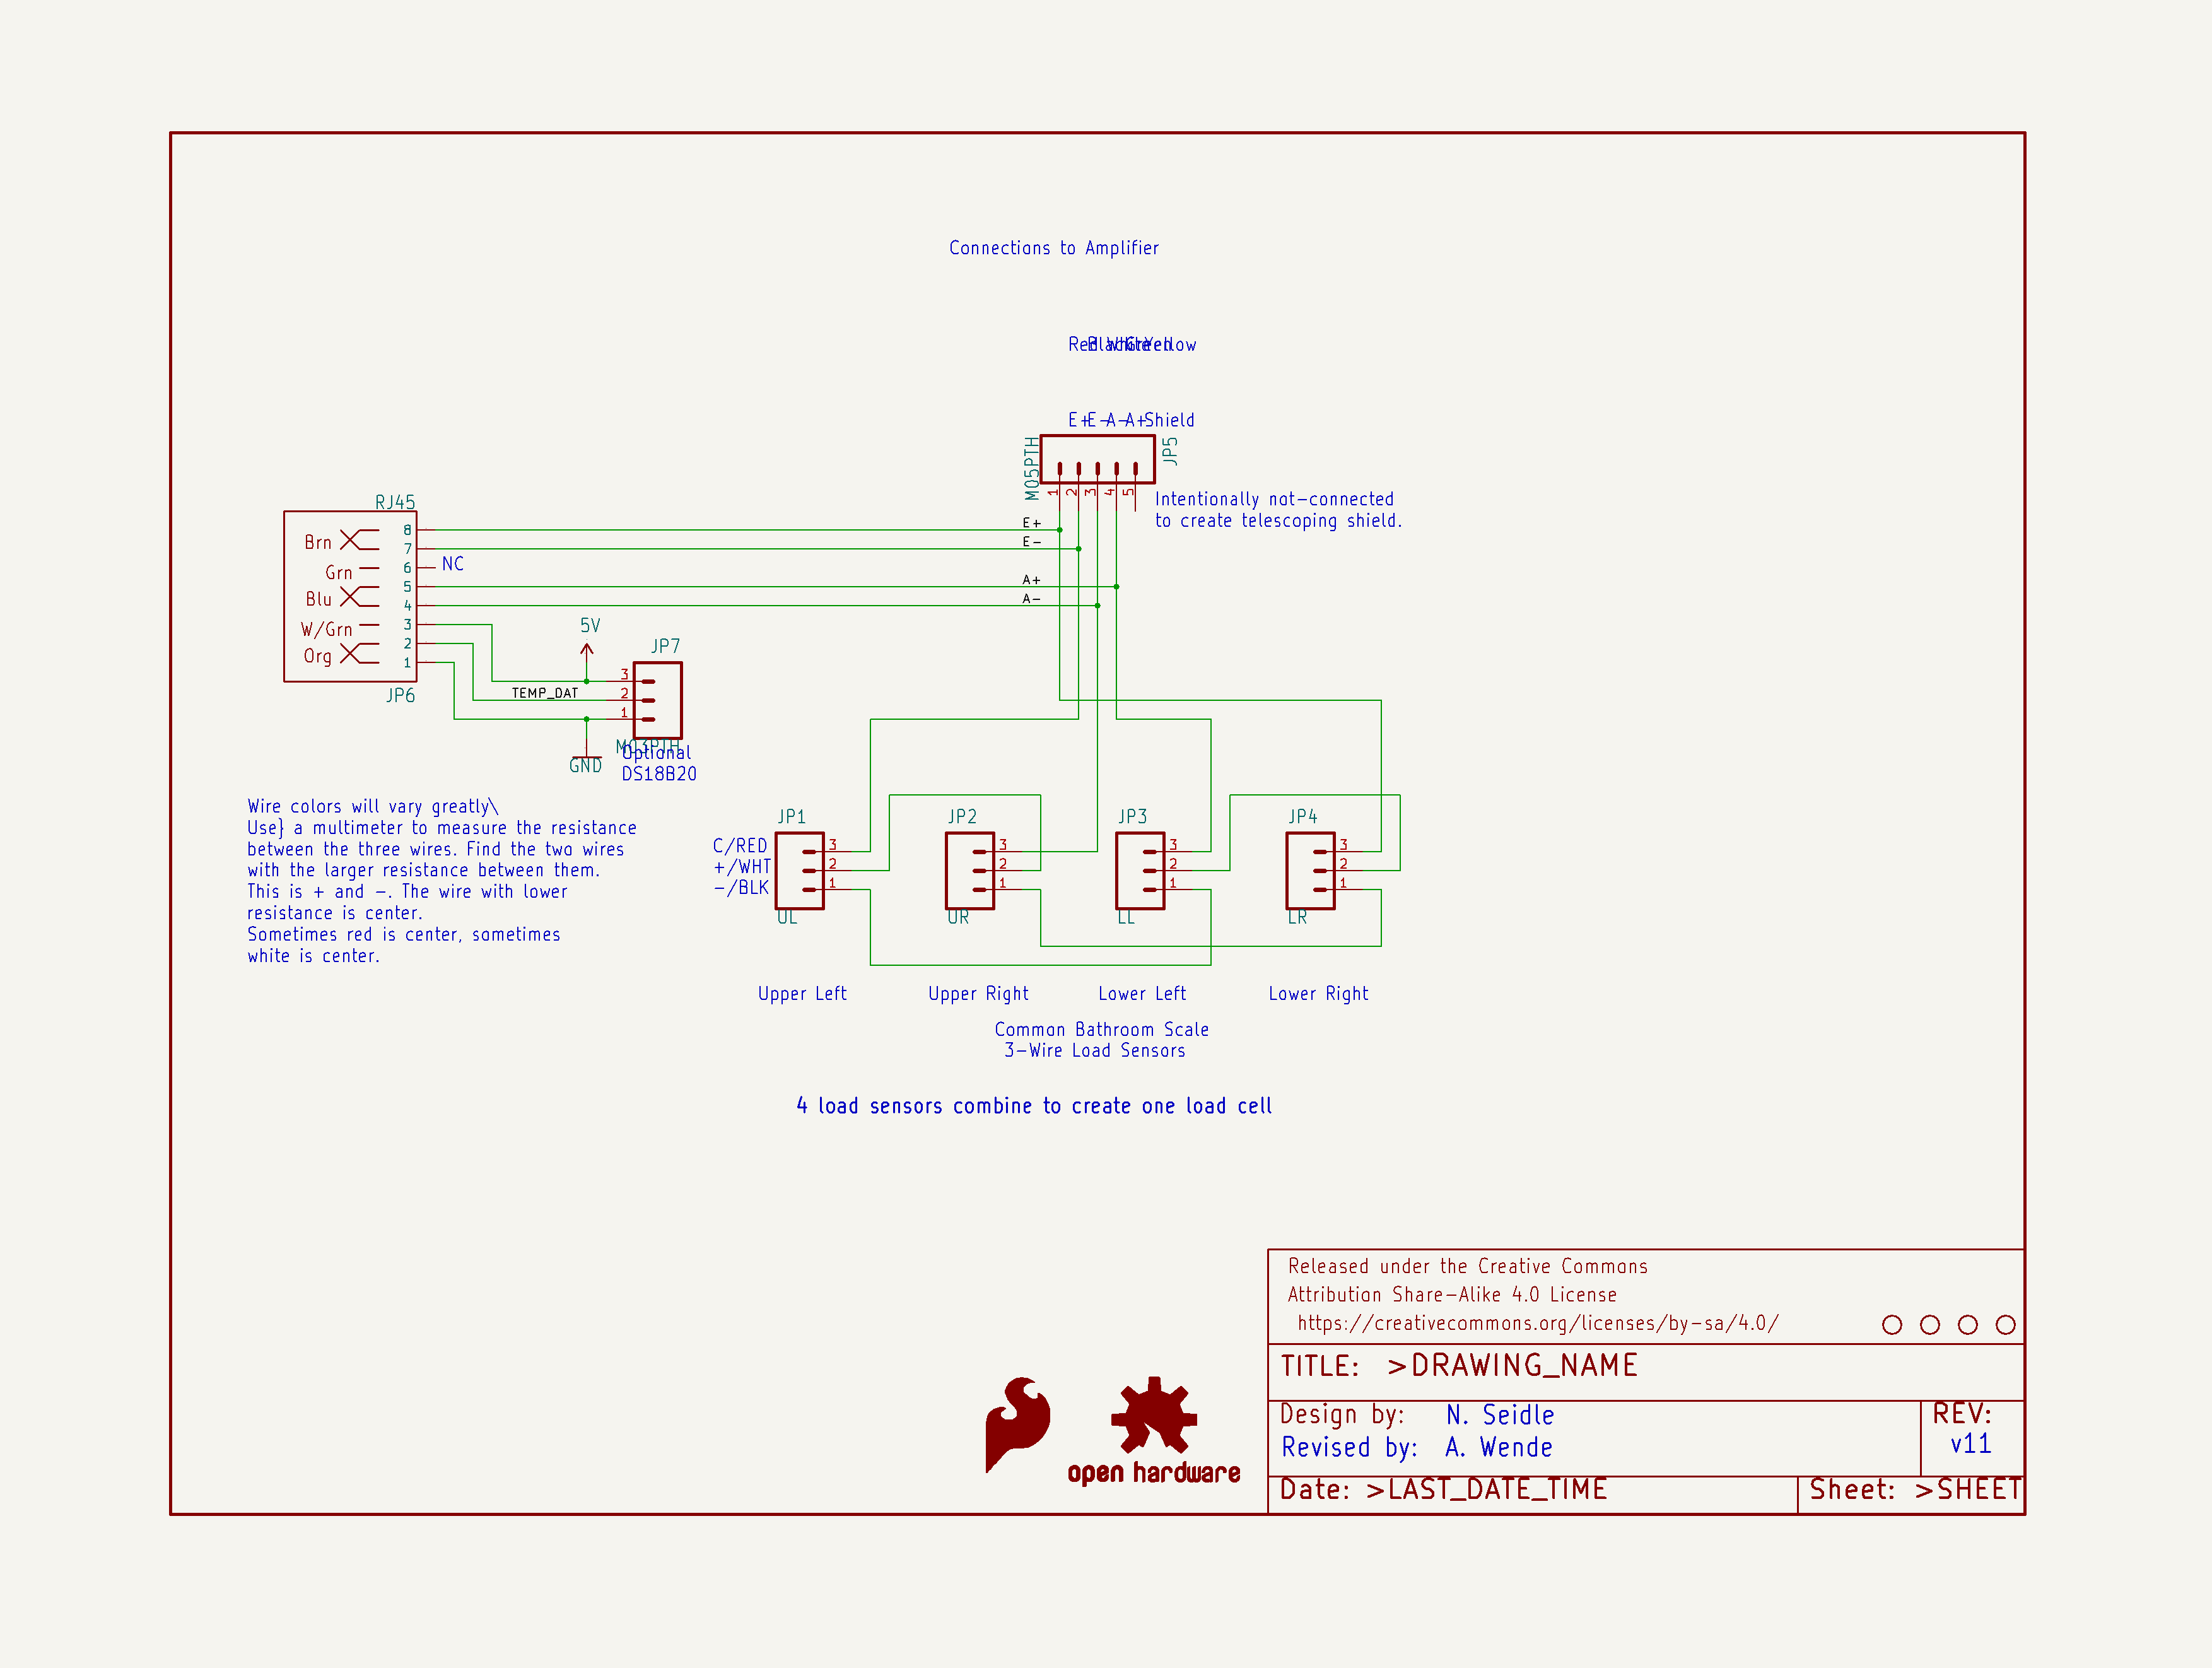 Connections to Amplifier
Red Black White Green Yellow
E+ E- A- A+ Shield
M05PTH
JP5
1 2 3 4 5
Intentionally not-connected
to create telescoping shield.
RJ45
Brn
Grn
Blu
W/Grn
Org
8
7
6
5
4
3
2
1
NC
JP6
E+
E-
A+
A-
5V
JP7
3
2
1
TEMP_DAT
GND
M03PTH
Optional
DS18B20
Wire colors will vary greatly\
Use} a multimeter to measure the resistance
between the three wires. Find the two wires
with the larger resistance between them.
This is + and -. The wire with lower
resistance is center.
Sometimes red is center, sometimes
white is center.
C/RED
+/WHT
-/BLK
JP1
3
2
1
UL
JP2
3
2
1
UR
JP3
3
2
1
LL
JP4
3
2
1
LR
Upper Left
Upper Right
Lower Left
Lower Right
Common Bathroom Scale
3-Wire Load Sensors
4 load sensors combine to create one load cell
Released under the Creative Commons
Attribution Share-Alike 4.0 License
https://creativecommons.org/licenses/by-sa/4.0/
TITLE: >DRAWING_NAME
Design by: N. Seidle
Revised by: A. Wende
REV:
v11
Date: >LAST_DATE_TIME
Sheet: >SHEET
open hardware